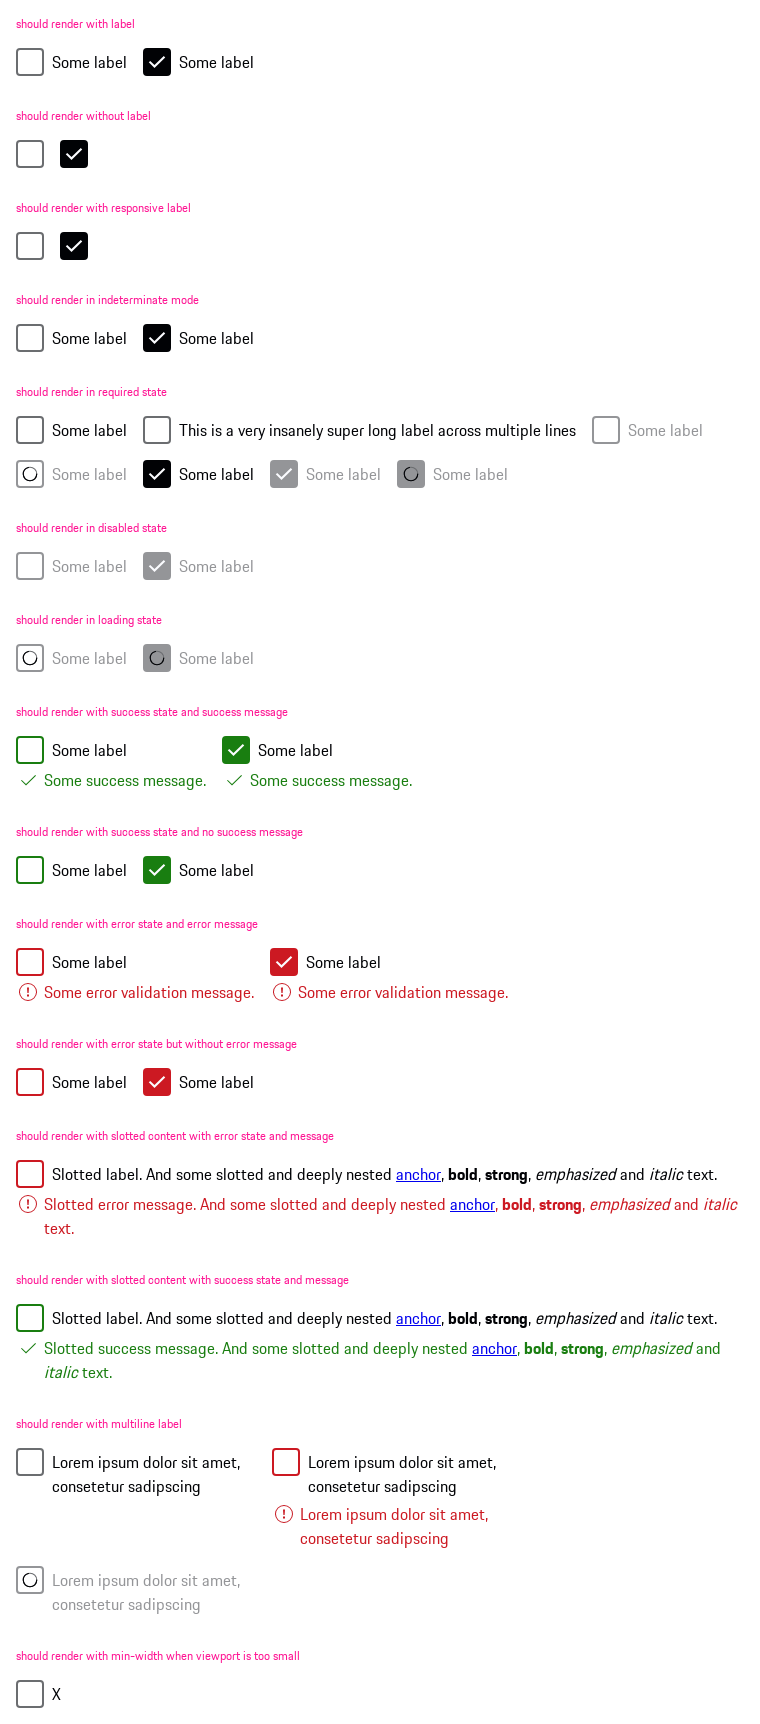 should render with label
Some label Some label
should render without label
should render with responsive label
should render in indeterminate mode
Some label Some label
should render in required state
Some label This is a very insanely super long label across multiple lines Some label
Some label Some label Some label Some label
should render in disabled state
Some label Some label
should render in loading state
Some label Some label
should render with success state and success message
Some label Some label
Some success message. Some success message.
should render with success state and no success message
Some label Some label
should render with error state and error message
Some label Some label
Some error validation message. Some error validation message.
should render with error state but without error message
Some label Some label
should render with slotted content with error state and message
Slotted label. And some slotted and deeply nested anchor, bold, strong, emphasized and italic text.
Slotted error message. And some slotted and deeply nested anchor, bold, strong, emphasized and italic
text.
should render with slotted content with success state and message
Slotted label. And some slotted and deeply nested anchor, bold, strong, emphasized and italic text.
Slotted success message. And some slotted and deeply nested anchor, bold, strong, emphasized and
italic text.
should render with multiline label
Lorem ipsum dolor sit amet, Lorem ipsum dolor sit amet,
consetetur sadipscing consetetur sadipscing
Lorem ipsum dolor sit amet,
consetetur sadipscing
Lorem ipsum dolor sit amet,
consetetur sadipscing
should render with min-width when viewport is too small
X